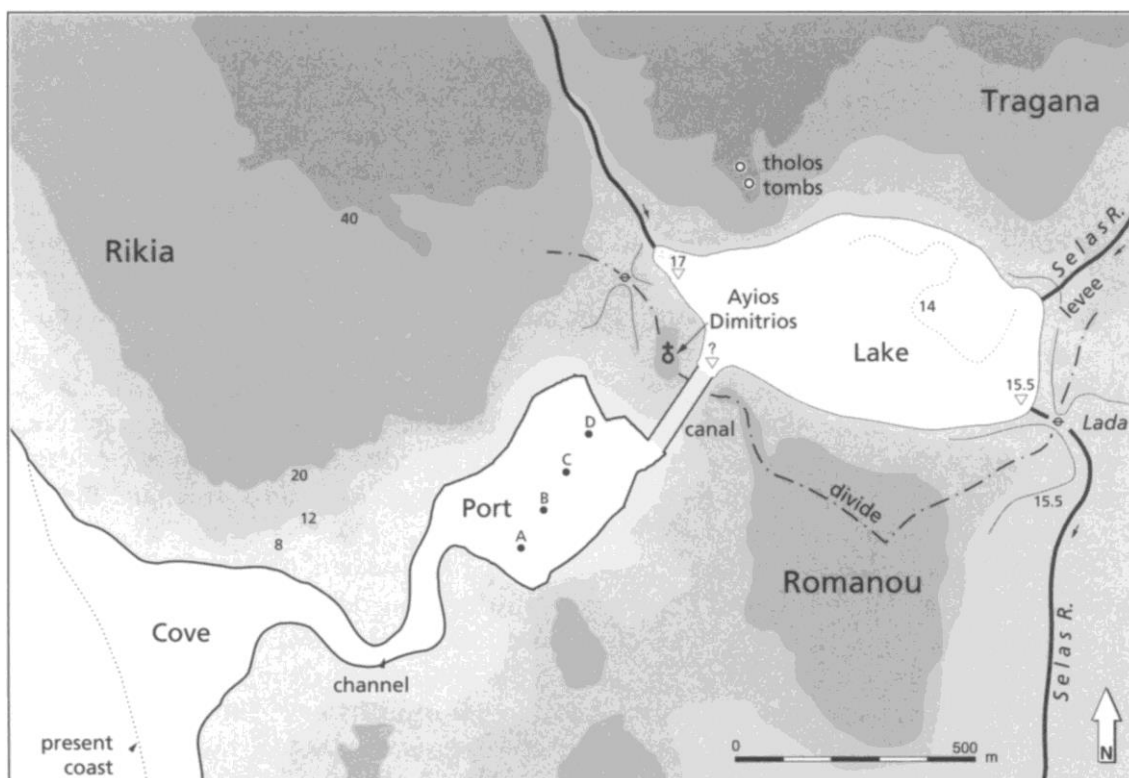 Tragana
tholos
tombs
40
Rikia
Selas R.
17
levee
Ayios
Dimitrios
14
?
Lake
15.5
Lada
canal
D
C
20
B
Port
divide
15.5
12
A
8
Romanou
Cove
Selas R.
channel
present
coast
0
500
m
N